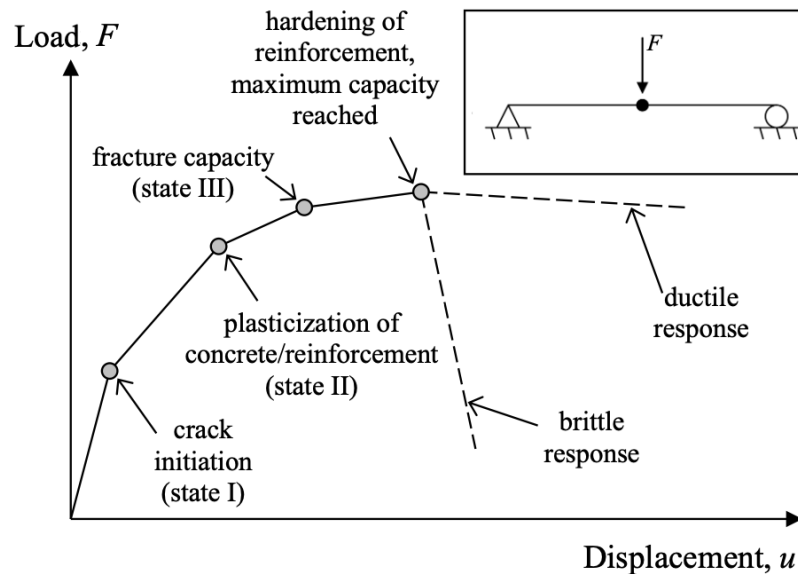 Load, F
hardening of
reinforcement,
maximum capacity
reached
F
fracture capacity
(state III)
ductile
response
plasticization of
concrete/reinforcement
(state II)
brittle
response
crack
initiation
(state I)
Displacement, u